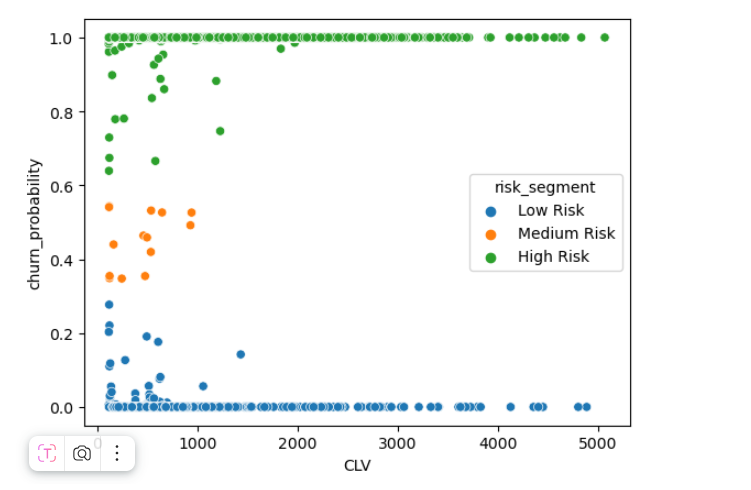 1.0
0.8
0.6
0.4
0.2
0.0
churn_probability
risk_segment
Low Risk
Medium Risk
High Risk
0 1000 2000 3000 4000 5000
CLV
T